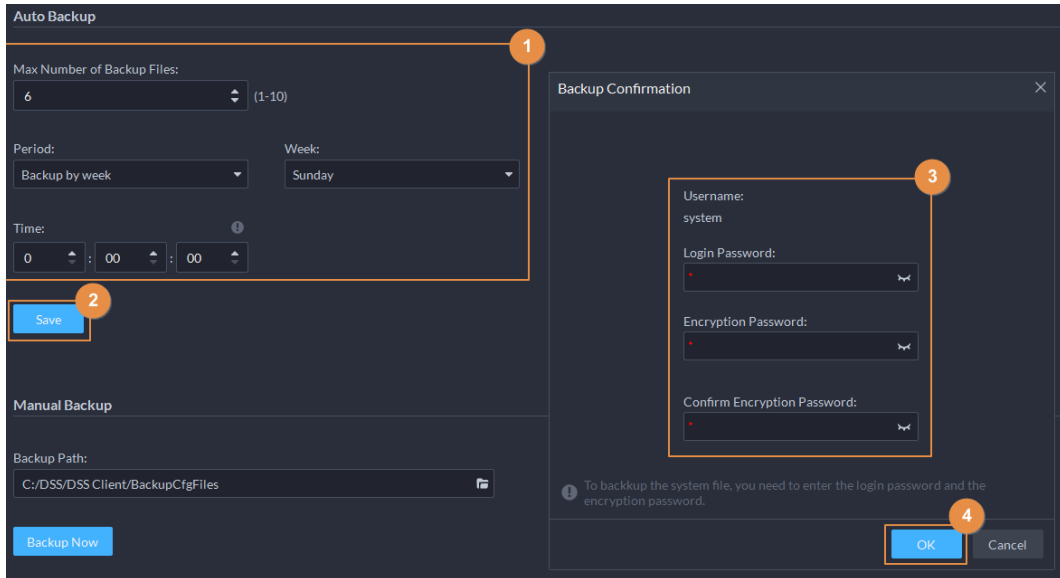 Auto Backup
1
Max Number of Backup Files:
6 (1-10)
Period: Week:
Backup by week Sunday
Time:
0 : 00 : 00
2
Save
Manual Backup
Backup Path:
C:/DSS/DSS Client/BackupCfgFiles
Backup Now
Backup Confirmation
3
Username:
system
Login Password:
*
Encryption Password:
*
Confirm Encryption Password:
*
To backkup the system file, you need to enter the login password and the
encryption password.
4
OK Cancel